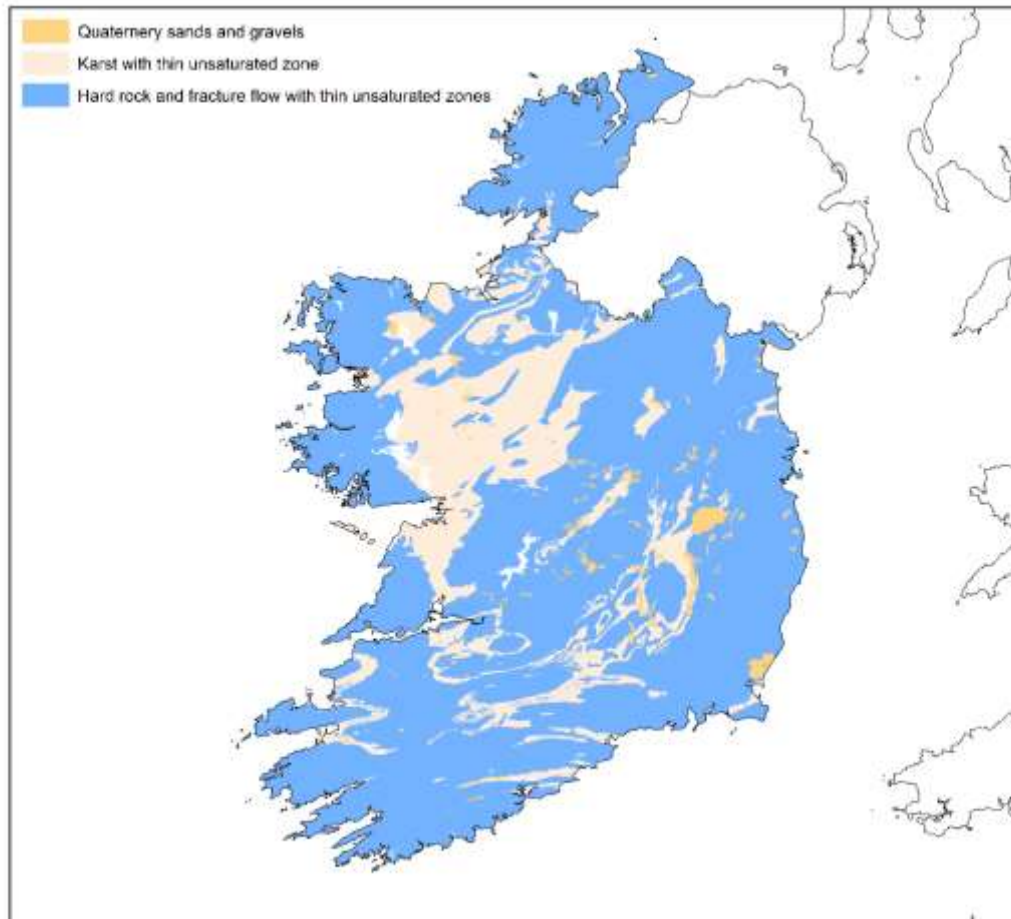 Quaternery sands and gravels
Karst with thin unsaturated zone
Hard rock and fracture flow with thin unsaturated zones